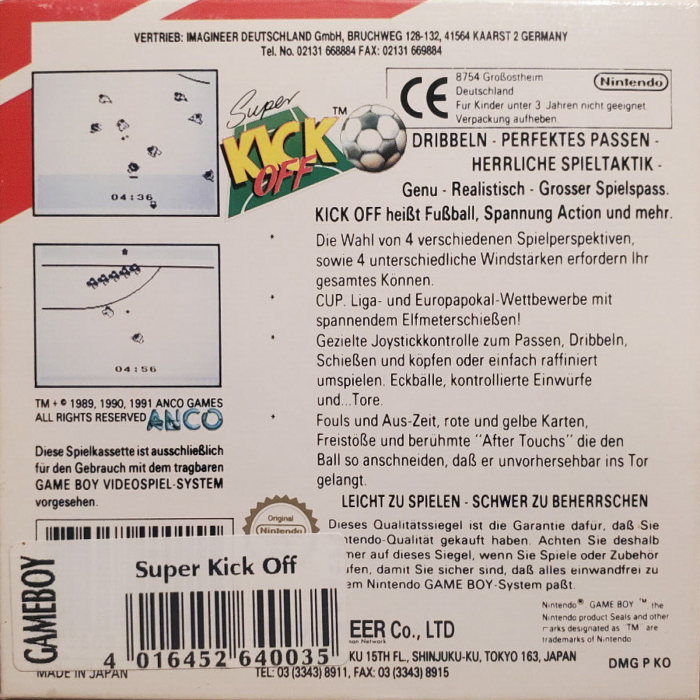 VERTRIEB: IMAGINEER DEUTSCHLAND GmbH, BRUCHWEG 128-132, 41564 KAARST 2 GERMANY
Tel. No. 02131 668884 FAX: 02131 669884
CE
8754 Großostheim
Deutschland
Für Kinder unter 3 Jahren nicht geeignet
Verpackung aufheben
Nintendo
Super
KICK
OFF
TM
04:36
DRIBBELN - PERFEKTES PASSEN -
HERRLICHE SPIELTAKTIK -
Genu - Realistisch - Grosser Spielspass.
KICK OFF heißt Fußball, Spannung Action und mehr.
Die Wahl von 4 verschiedenen Spielperspektiven,
sowie 4 unterschiedliche Windstärken erfordern Ihr
gesamtes Können.
CUP. Liga- und Europapokal-Wettbewerbe mit
spannendem Elfmeterschießen!
Gezielte Joystickkontrolle zum Passen, Dribbeln,
Schießen und köpfen oder einfach raffiniert
umspielen. Eckbälle, kontrollierte Einwürfe
und...Tore.
Fouls und Aus-Zeit, rote und gelbe Karten,
Freistöße und berühmte "After Touchs" die den
Ball so anschneiden, daß er unvorhersehbar ins Tor
gelangt.
LEICHT ZU SPIELEN - SCHWER ZU BEHERRSCHEN
04:56
TM + © 1989, 1990, 1991 ANCO GAMES
ALL RIGHTS RESERVED ANCO
Diese Spielkassette ist ausschließlich
für den Gebrauch mit dem tragbaren
GAME BOY VIDEOSPIEL-SYSTEM
vorgesehen.
Original
Nintendo
Dieses Qualitätssiegel ist die Garantie dafür, daß Sie
ntendo-Qualität gekauft haben. Achten Sie deshalb
mer auf dieses Siegel, wenn Sie Spiele oder Zubehör
ufen, damit Sie sicher sind, daß alles einwandfrei zu
em Nintendo GAME BOY-System paßt.
GAMEBOY
Super Kick Off
4 016452 640035
Nintendo® GAME BOY™ the
Nintendo product Seals and other
marks designated as TM are
trademarks of Nintendo
EER Co., LTD
KU 15TH FL., SHINJUKU-KU, TOKYO 163, JAPAN
TEL: 03 (3343) 8911, FAX: 03 (3343) 8915
MADE IN JAPAN
DMG P KO